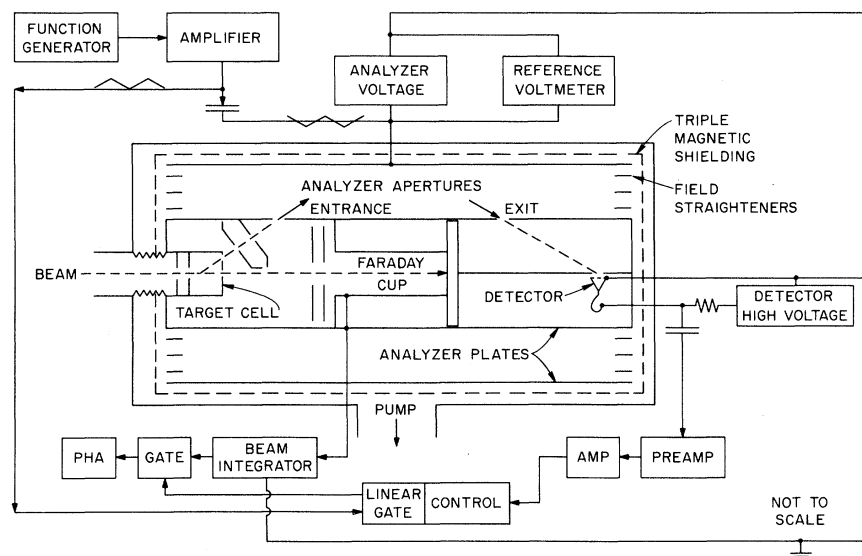 FUNCTION
GENERATOR
AMPLIFIER
ANALYZER
VOLTAGE
REFERENCE
VOLTMETER
TRIPLE
MAGNETIC
SHIELDING
FIELD
STRAIGHTENERS
ANALYZER APERTURES
ENTRANCE
EXIT
BEAM
FARADAY
CUP
TARGET CELL
DETECTOR
DETECTOR
HIGH VOLTAGE
ANALYZER PLATES
PUMP
PHA
GATE
BEAM
INTEGRATOR
AMP
PREAMP
LINEAR
GATE
CONTROL
NOT TO
SCALE